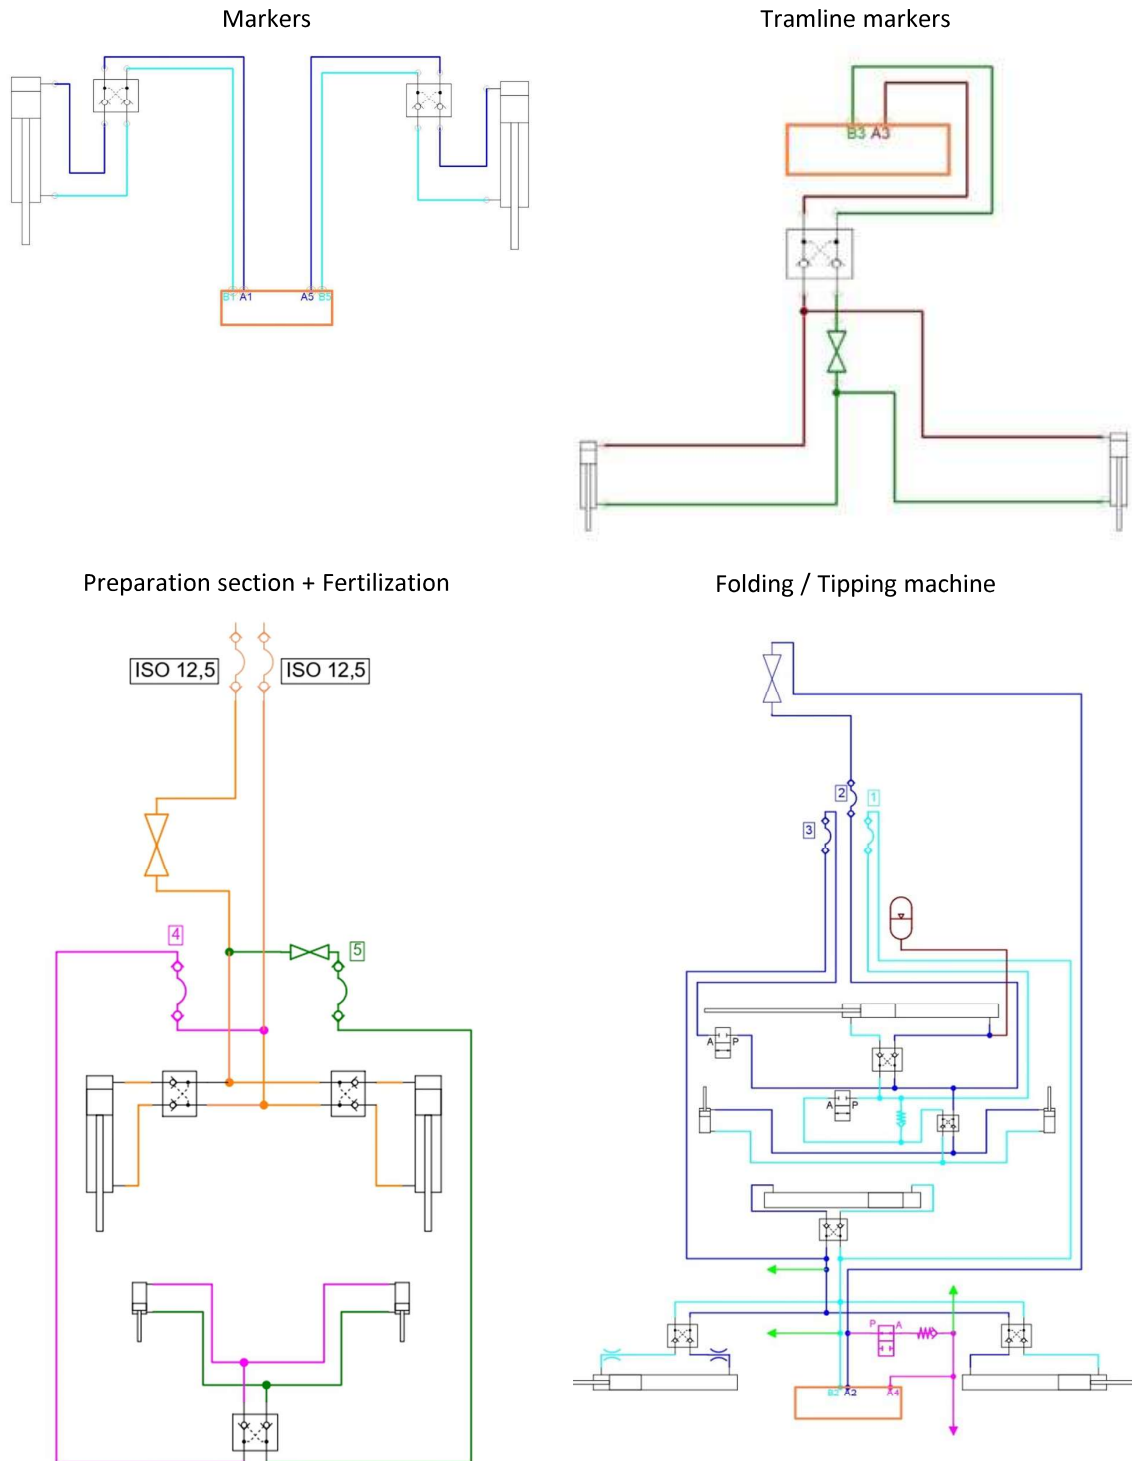 Markers
Tramline markers
B1 A1 A5 B5
B3 A3
Preparation section + Fertilization
Folding / Tipping machine
ISO 12,5 ISO 12,5
4
5
2
1
3
A P
A P
P A
B2 A2 A4